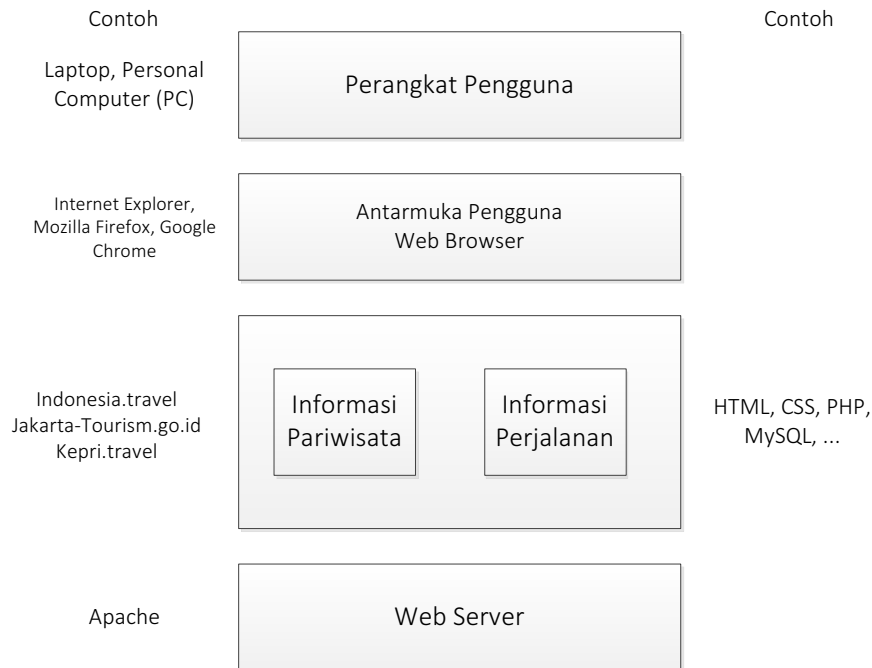 Contoh
Contoh
Laptop, Personal
Computer (PC)
Perangkat Pengguna
Internet Explorer,
Mozilla Firefox, Google
Chrome
Antarmuka Pengguna
Web Browser
Indonesia.travel
Jakarta-Tourism.go.id
Kepri.travel
Informasi
Pariwisata
Informasi
Perjalanan
HTML, CSS, PHP,
MySQL, ...
Apache
Web Server